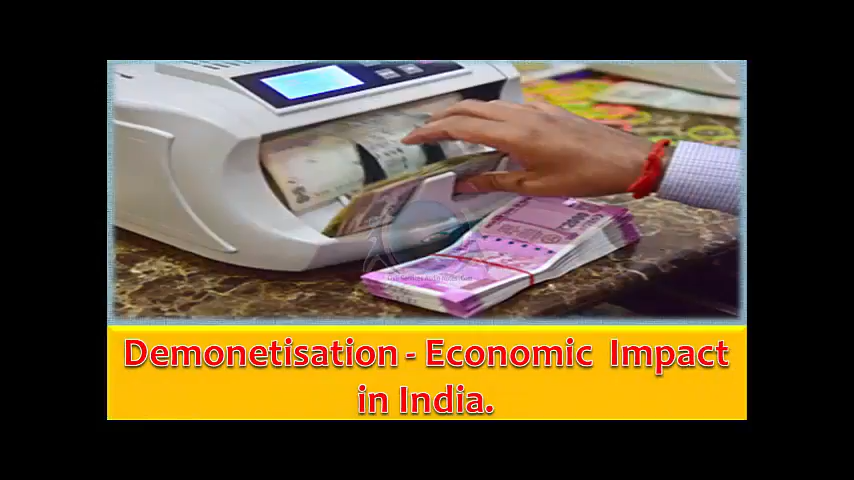 Demonetisation - Economic Impact
in India.